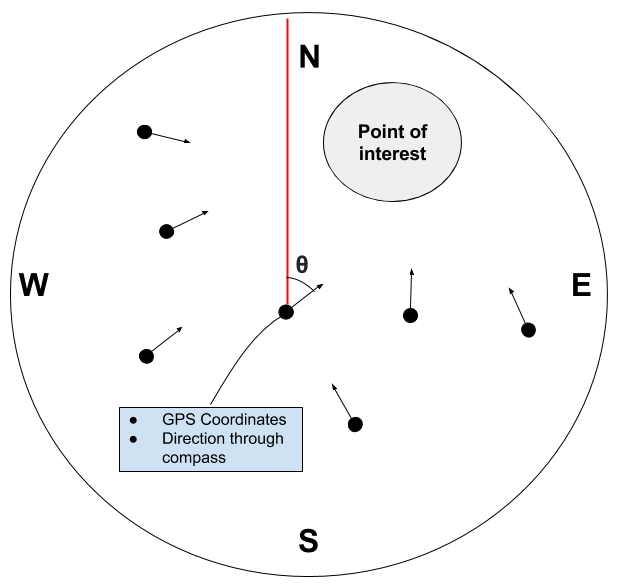 N
Point of
interest
θ
W
E
● GPS Coordinates
● Direction through
compass
S